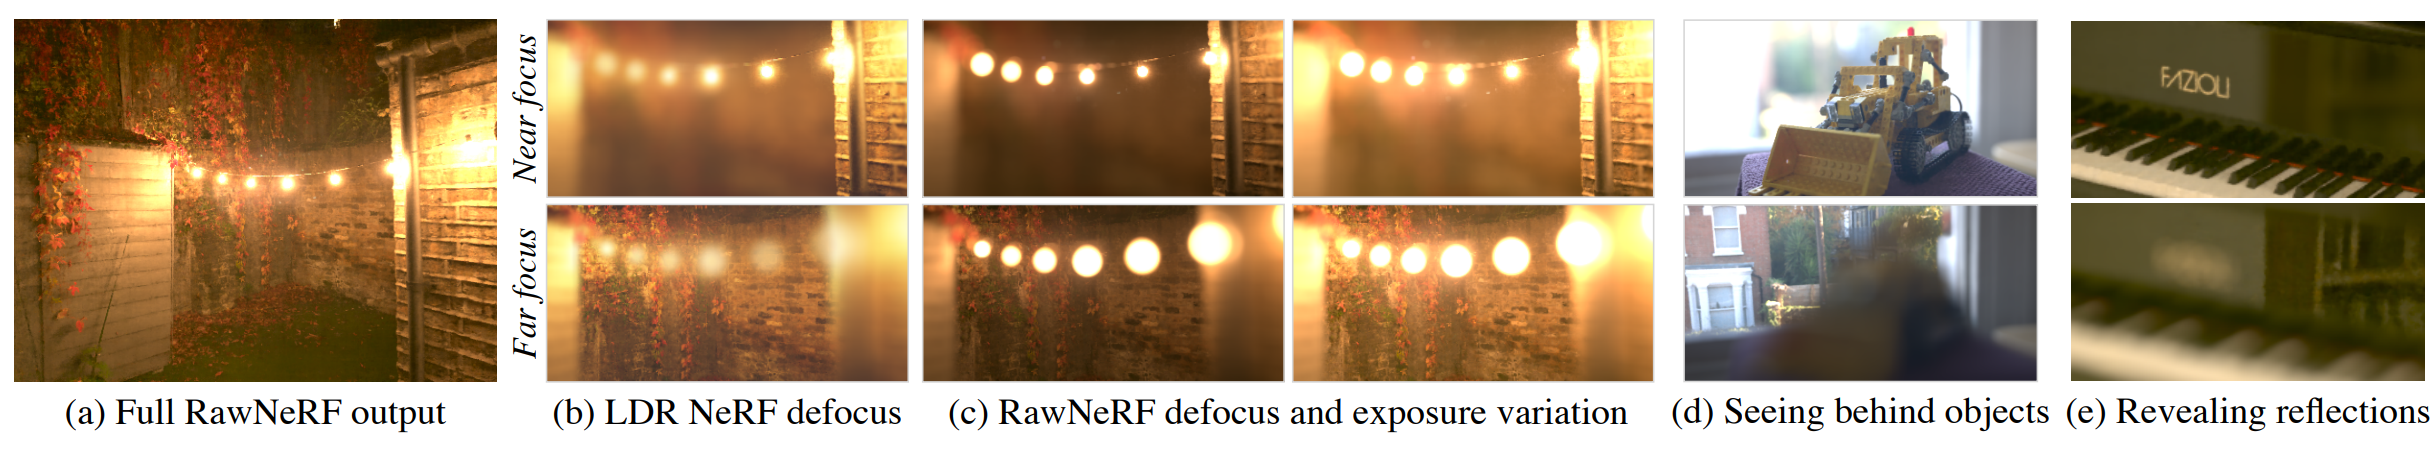 Near focus
Far focus
FAZIOLI
(a) Full RawNeRF output
(b) LDR NeRF defocus
(c) RawNeRF defocus and exposure variation
(d) Seeing behind objects
(e) Revealing reflections